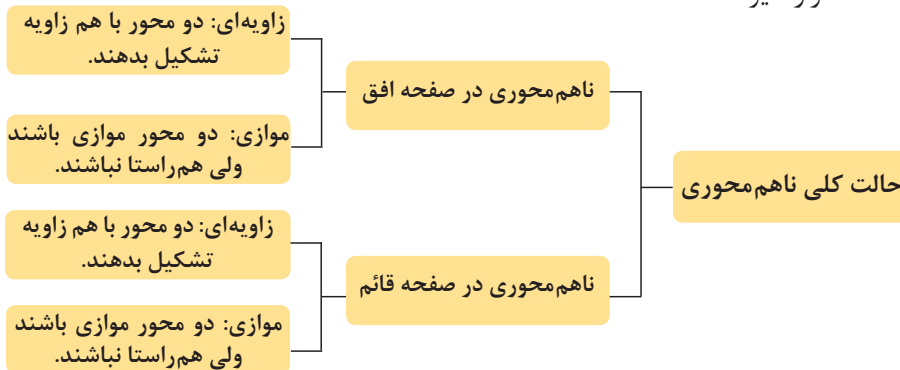 حالت کلی ناهم‌محوری
ناهم‌محوری در صفحه افق
زاویه‌ای: دو محور با هم زاویه
تشکیل بدهند.
موازی: دو محور موازی باشند
ولی هم‌راستا نباشند.
ناهم‌محوری در صفحه قائم
زاویه‌ای: دو محور با هم زاویه
تشکیل بدهند.
موازی: دو محور موازی باشند
ولی هم‌راستا نباشند.